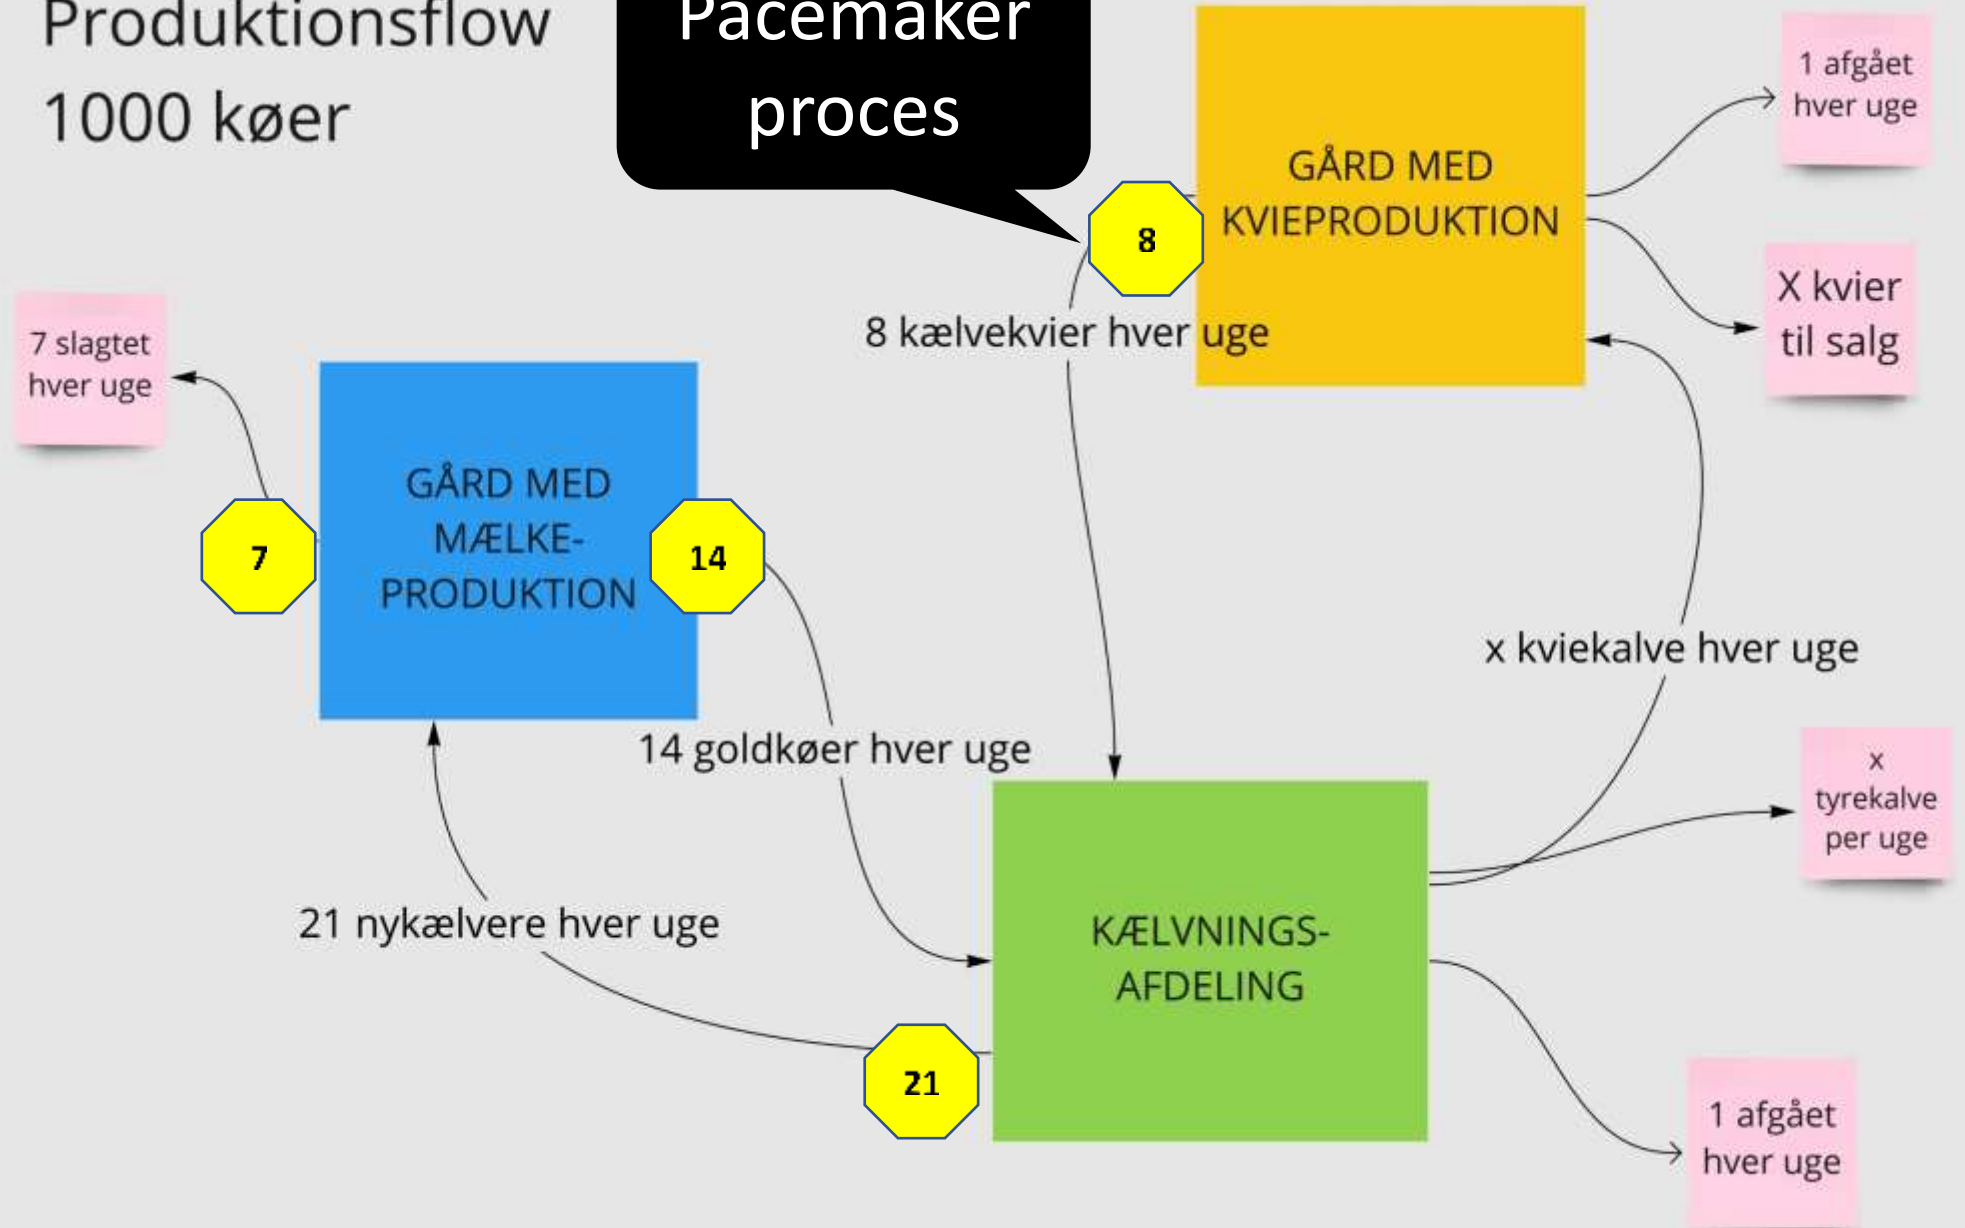 Produktionsflow
1000 køer
Pacemaker
proces
GÅRD MED
KVIEPRODUKTION
1 afgået
hver uge
8
X kvier
til salg
8 kælvekvier hver uge
7 slagtet
hver uge
GÅRD MED
MÆLKE-
PRODUKTION
7
14
x kviekalve hver uge
14 goldkøer hver uge
x
tyrekalve
per uge
21 nykælvere hver uge
KÆLVNINGS-
AFDELING
21
1 afgået
hver uge